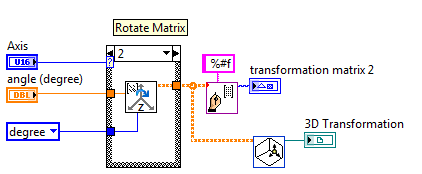 Rotate Matrix
Axis
U16
2
?
%#f
angle (degree)
DBL
transformation matrix 2
Z
degree
3D Transformation